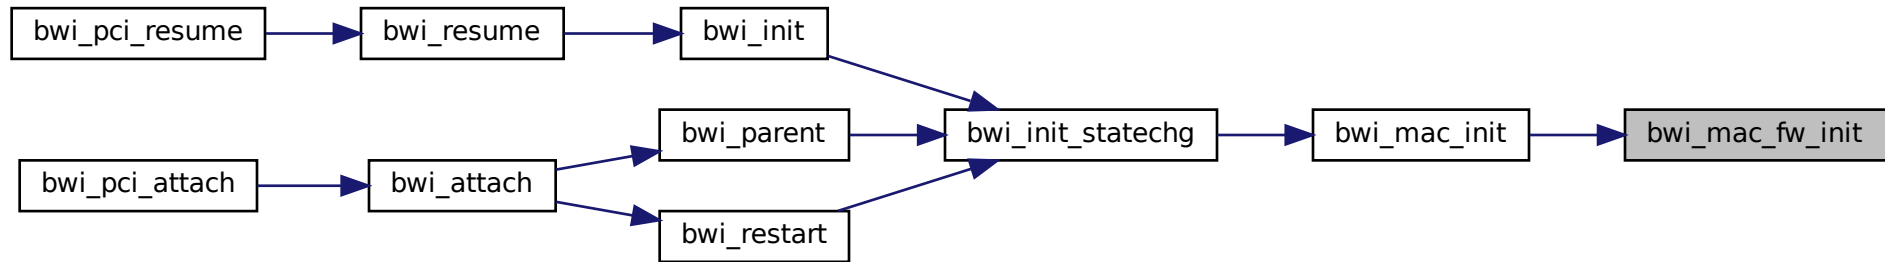 bwi_pci_resume
bwi_resume
bwi_init
bwi_parent
bwi_init_statechg
bwi_mac_init
bwi_mac_fw_init
bwi_pci_attach
bwi_attach
bwi_restart